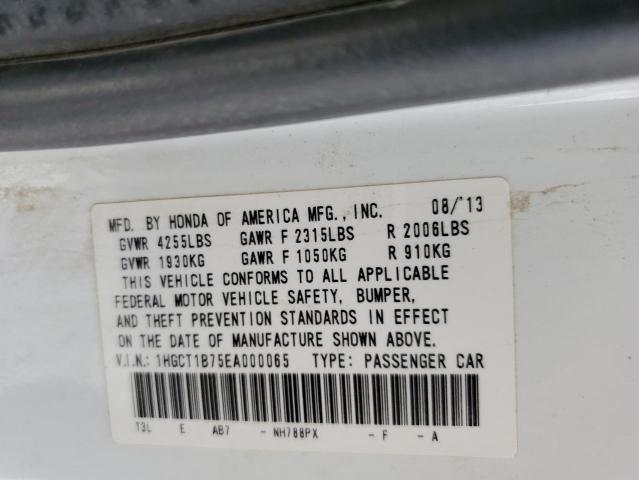 MFD. BY HONDA OF AMERICA MFG., INC. 08/'13
GVWR 4255LBS GAWR F 2315LBS R 2006LBS
GVWR 1930KG GAWR F 1050KG R 910KG
THIS VEHICLE CONFORMS TO ALL APPLICABLE
FEDERAL MOTOR VEHICLE SAFETY, BUMPER,
AND THEFT PREVENTION STANDARDS IN EFFECT
ON THE DATE OF MANUFACTURE SHOWN ABOVE.
V.I.N.: 1HGCT1B75EA000065 TYPE: PASSENGER CAR
T3L E AB7 - NH788PX - F - A